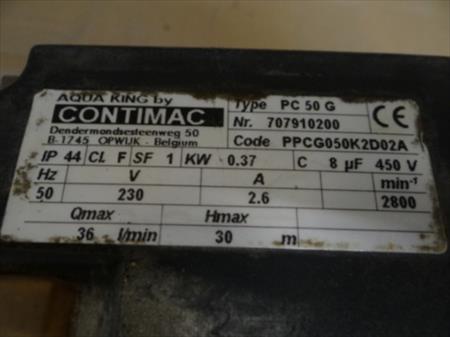 AQUA KING by
CONTIMAC
Dendermondsesteenweg 50
B-1745 OPWIJK - Belgium
Type PC 50 G
Nr. 707910200
CE
Code PPCG050K2D02A
IP 44 CL F SF 1 KW 0.37 C 8 µF 450 V
Hz V A min-1
50 230 2.6 2800
Qmax Hmax
36 l/min 30 m